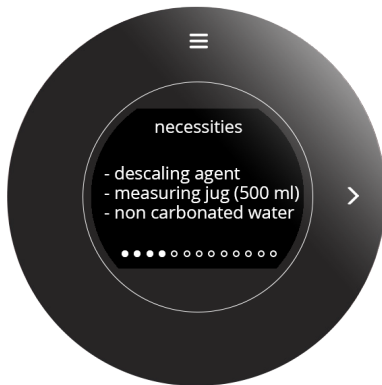 necessities
- descaling agent
- measuring jug (500 ml)
- non carbonated water